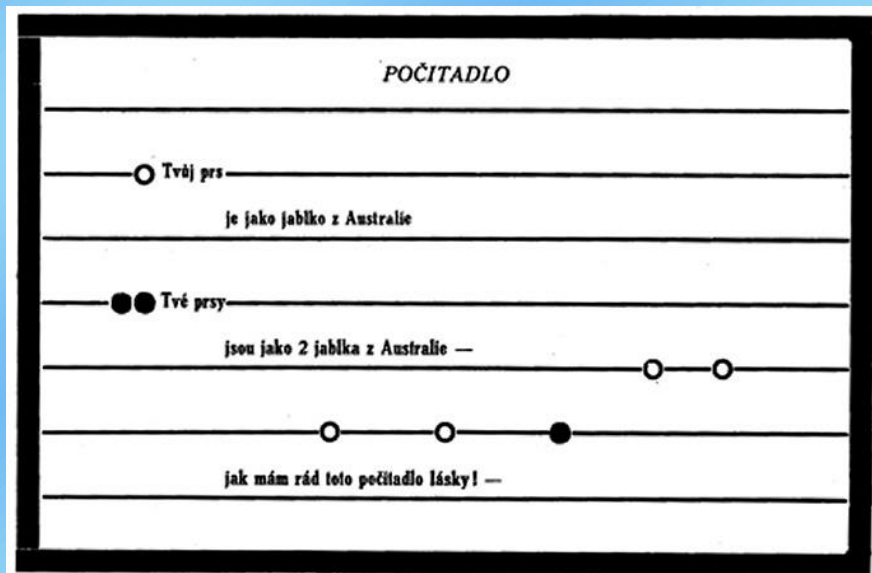 POČITADLO
Tvůj prs
je jako jablko z Australie
Tvé prsy
jsou jako 2 jablka z Australie —
jak mám rád toto počitadlo lásky! —